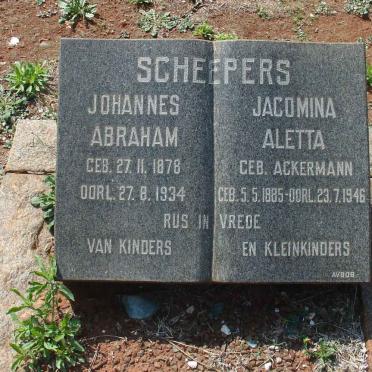 SCHEEPERS
JOHANNES
ABRAHAM
GEB. 27. 11. 1878
OORL. 27. 8. 1934
JACOMINA
ALETTA
GEB. ACKERMANN
GEB. 5. 5. 1885-OORL. 23. 7. 1946
RUS IN VREDE
VAN KINDERS EN KLEINKINDERS